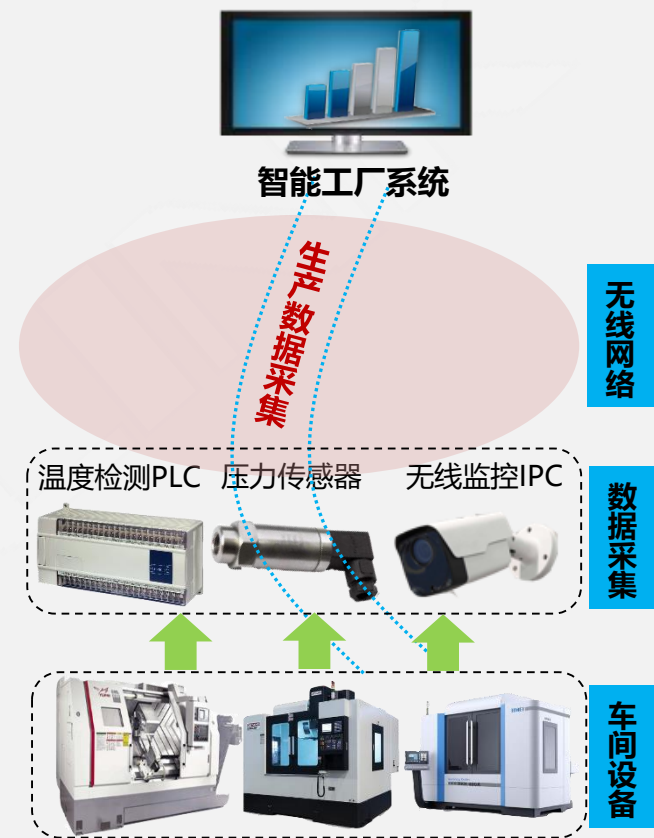 智能工厂系统
生产数据采集
无线网络
温度检测PLC 压力传感器 无线监控IPC
数据采集
车间设备